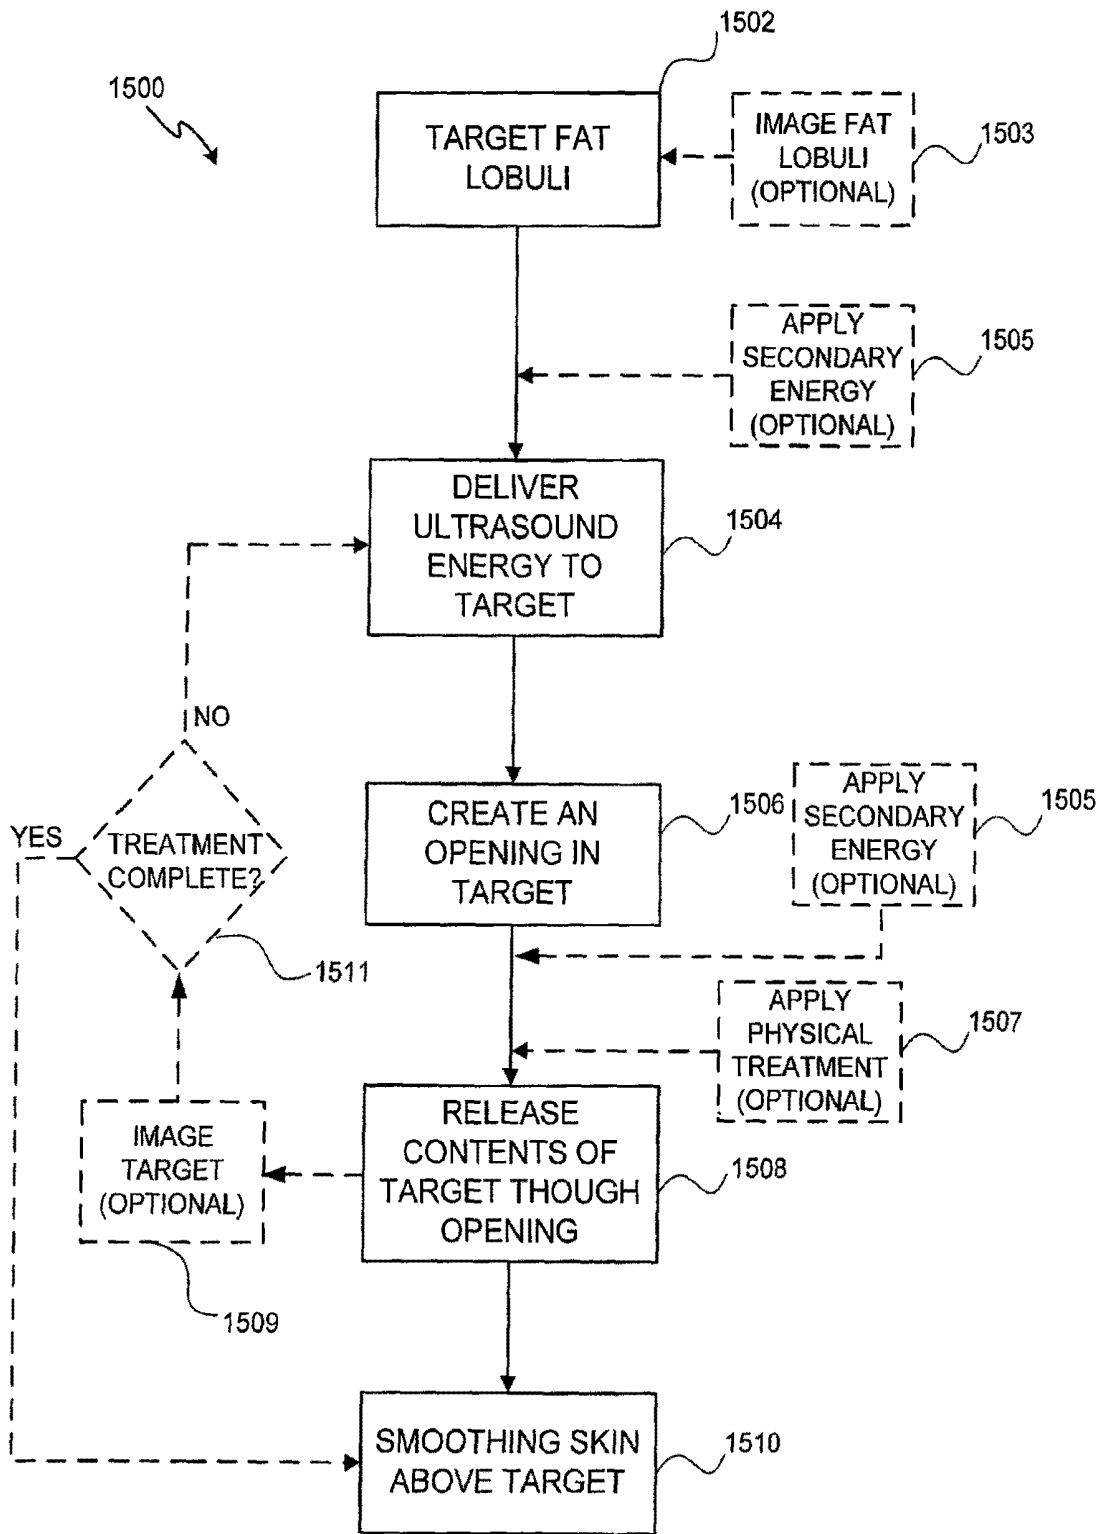 1502
1500
TARGET FAT
LOBULI
IMAGE FAT
LOBULI
(OPTIONAL)
1503
APPLY
SECONDARY
ENERGY
(OPTIONAL)
1505
DELIVER
ULTRASOUND
ENERGY TO
TARGET
1504
NO
YES
TREATMENT
COMPLETE?
1511
CREATE AN
OPENING IN
TARGET
1506
APPLY
SECONDARY
ENERGY
(OPTIONAL)
1505
APPLY
PHYSICAL
TREATMENT
(OPTIONAL)
1507
RELEASE
CONTENTS OF
TARGET THOUGH
OPENING
1508
IMAGE
TARGET
(OPTIONAL)
1509
SMOOTHING SKIN
ABOVE TARGET
1510